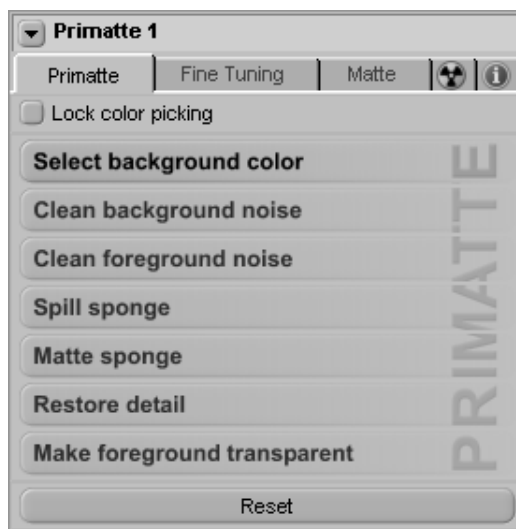 Primatte 1
Primatte Fine Tuning Matte
Lock color picking
Select background color
Clean background noise
Clean foreground noise
Spill sponge
Matte sponge
Restore detail
Make foreground transparent
PRIMATTE
Reset